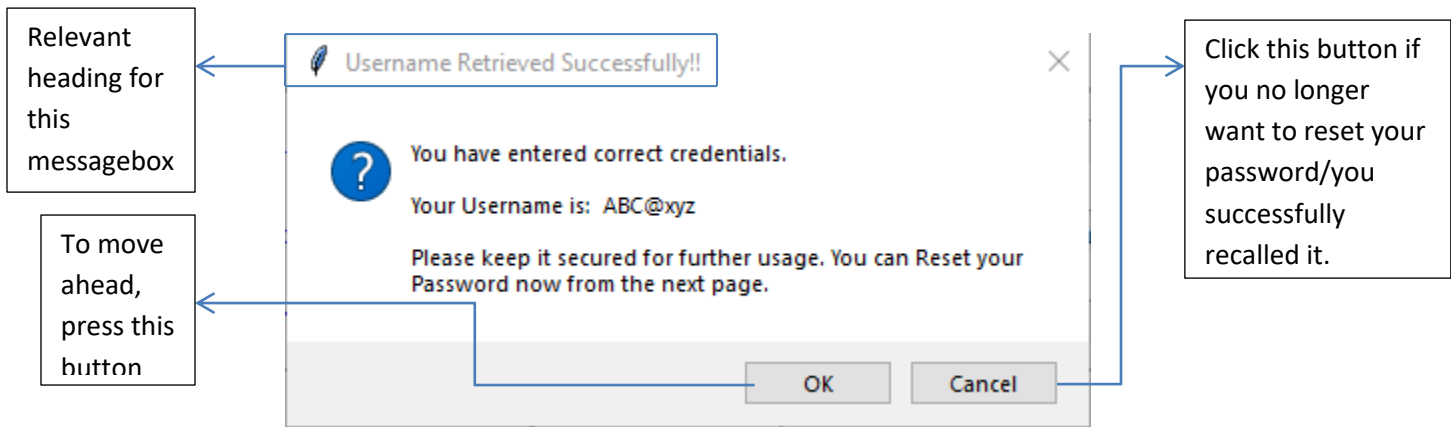 Relevant
heading for
this
messagebox
To move
ahead,
press this
button
Username Retrieved Successfully!!
?
You have entered correct credentials.
Your Username is:  ABC@xyz
Please keep it secured for further usage. You can Reset your
Password now from the next page.
OK
Cancel
Click this button if
you no longer
want to reset your
password/you
successfully
recalled it.